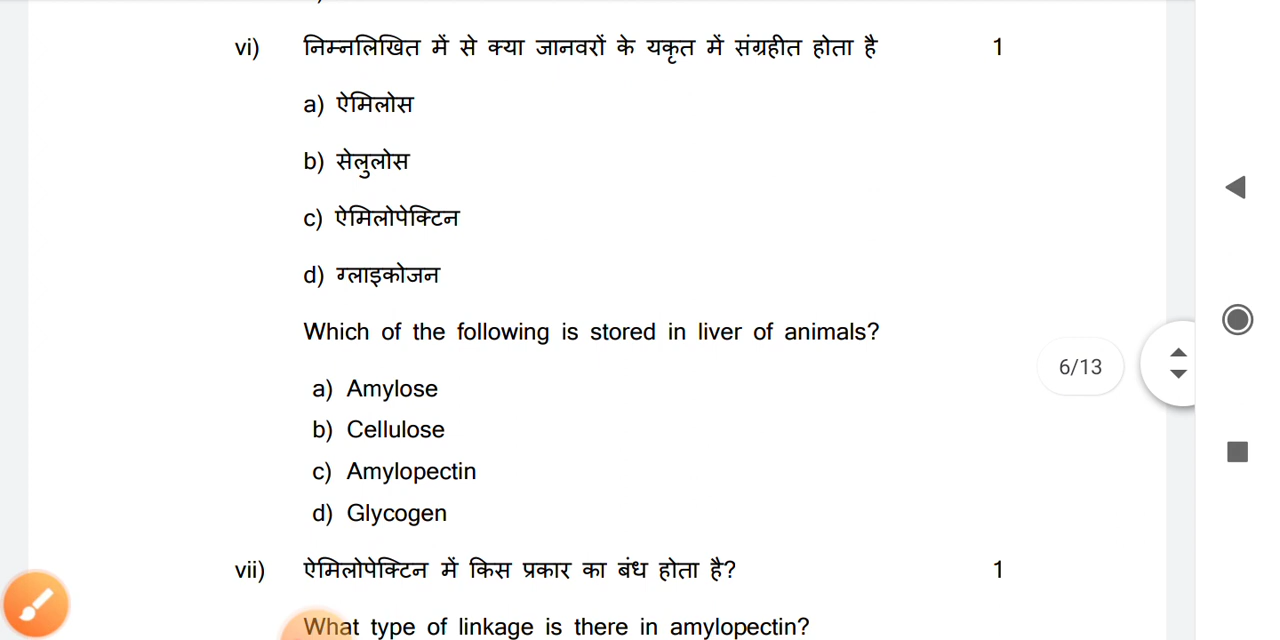 vi) निम्नलिखित में से क्या जानवरों के यकृत में संग्रहीत होता है 1
a) ऐमिलोस
b) सेलुलोस
c) ऐमिलोपेक्टिन
d) ग्लाइकोजन
Which of the following is stored in liver of animals?
a) Amylose
b) Cellulose
6/13
c) Amylopectin
d) Glycogen
vii) ऐमिलोपेक्टिन में किस प्रकार का बंध होता है? 1
What type of linkage is there in amylopectin?